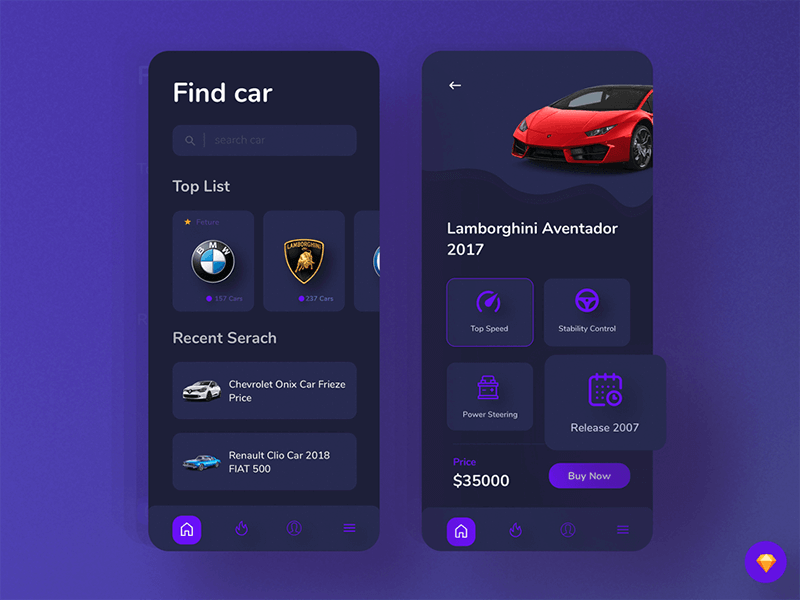 Find car
search car
Top List
Feture
BMW
LAMBORGHINI
157 Cars
237 Cars
Recent Serach
Chevrolet Onix Car Frieze
Price
Renault Clio Car 2018
FIAT 500
Lamborghini Aventador
2017
Top Speed
Stability Control
Power Steering
Release 2007
Price
$35000
Buy Now